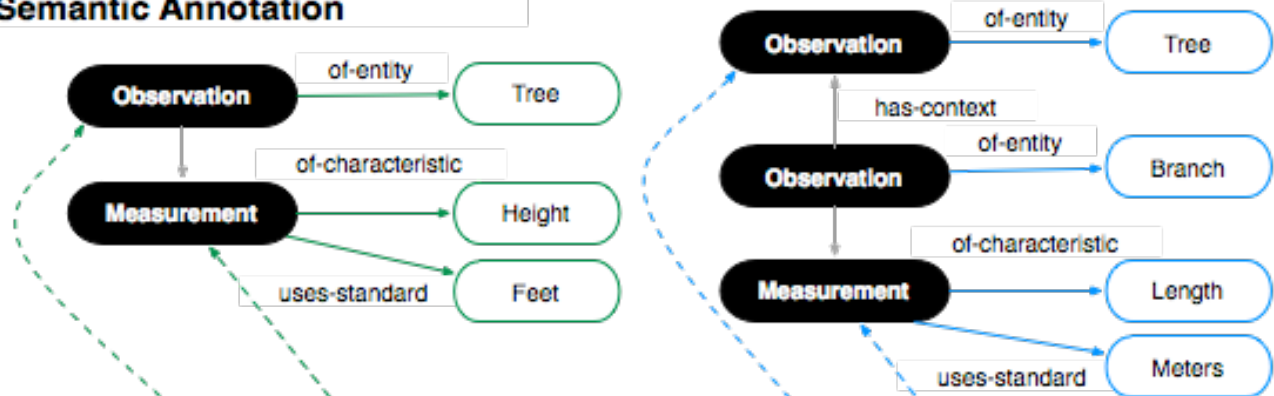 Semantic Annotation
Observation
of-entity
Tree
of-characteristic
Measurement
Height
uses-standard
Feet
Observation
of-entity
Tree
has-context
Observation
of-entity
Branch
of-characteristic
Measurement
Length
uses-standard
Meters